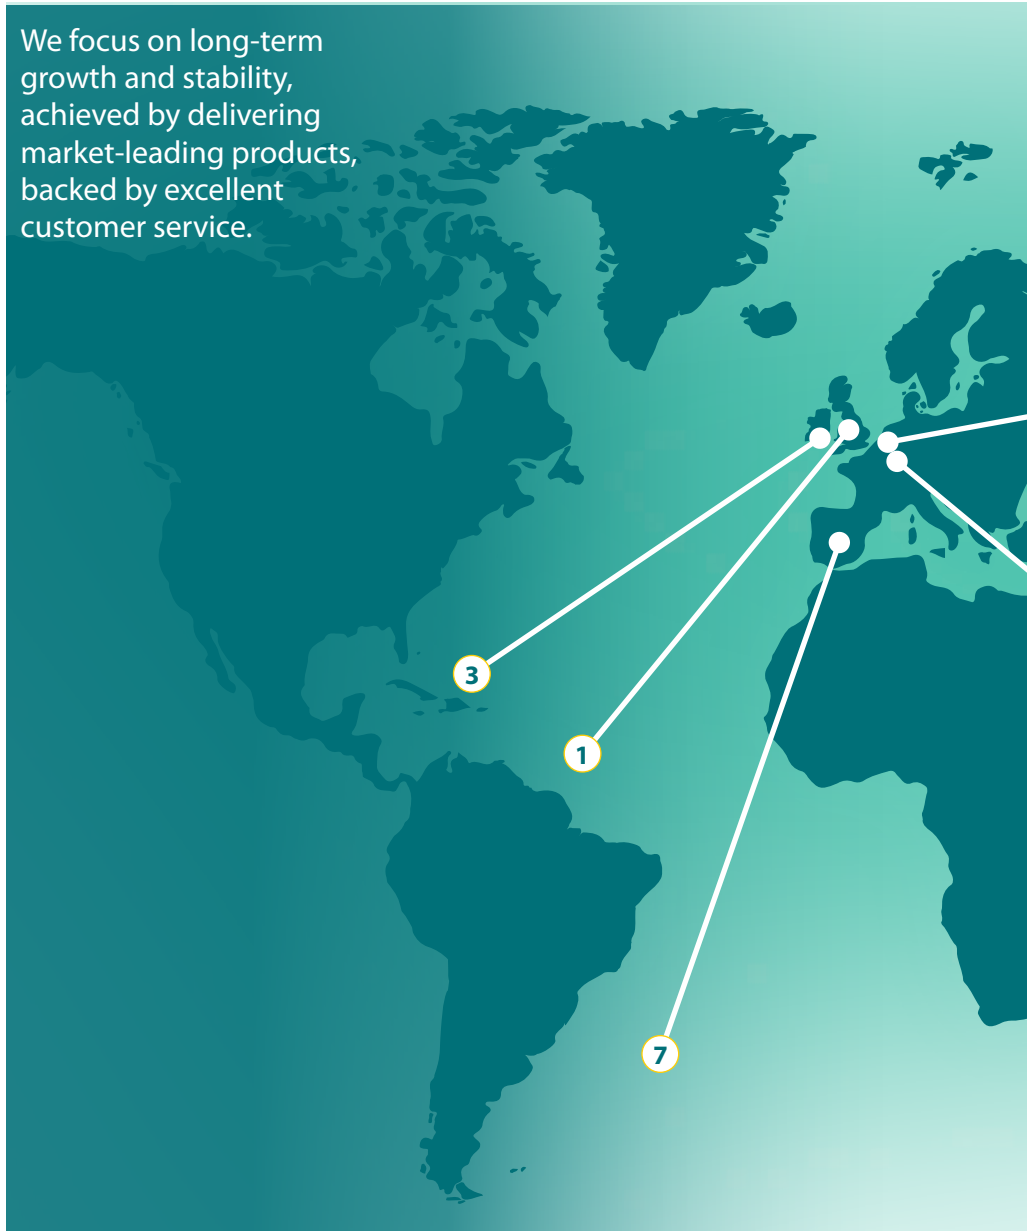 We focus on long-term
growth and stability,
achieved by delivering
market-leading products,
backed by excellent
customer service.
3
1
7